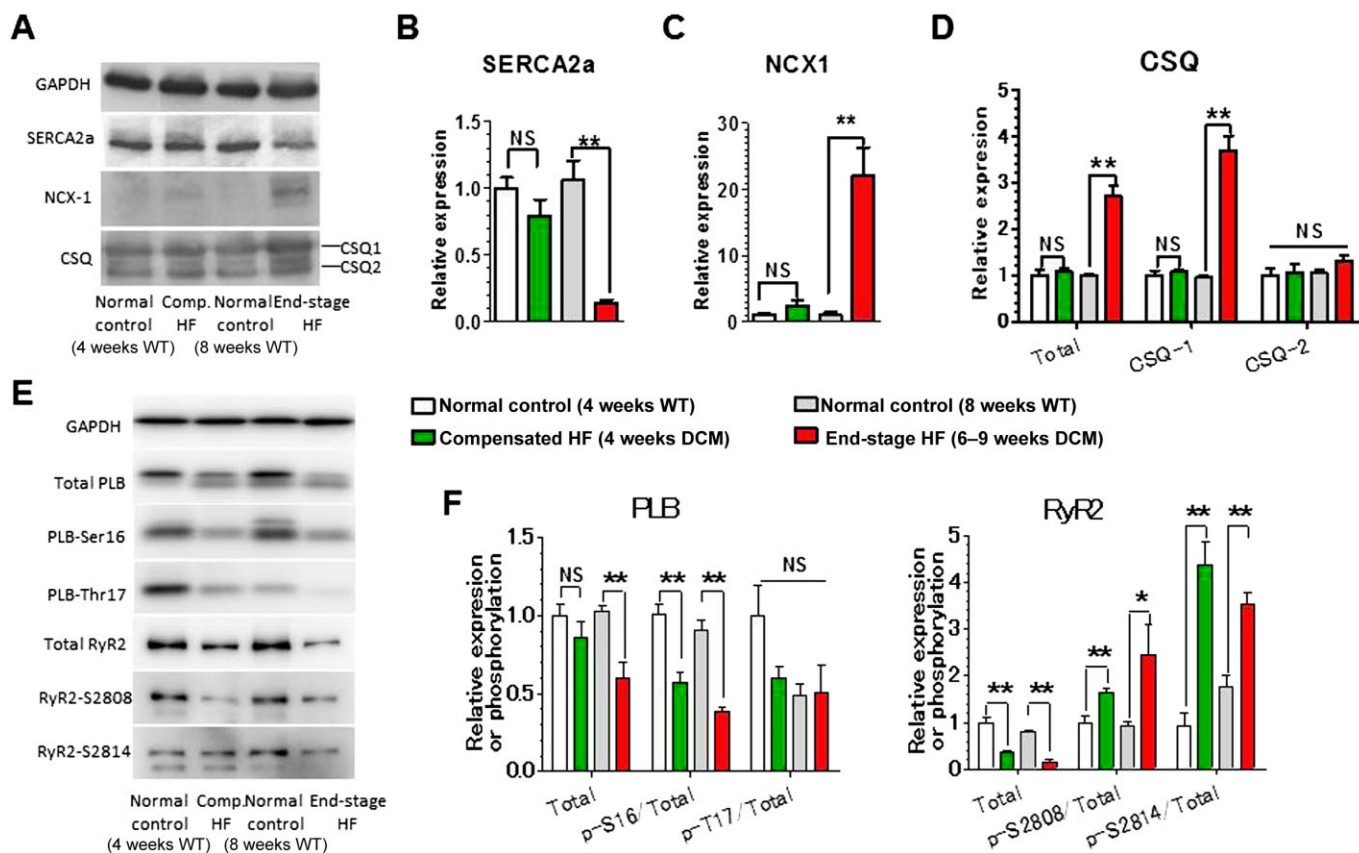 A
GAPDH
SERCA2a
NCX-1
CSQ
CSQ1
CSQ2
Normal Comp. Normal End-stage
control HF control HF
(4 weeks WT) (8 weeks WT)
B
SERCA2a
Relative expression
1.5
1.0
0.5
0.0
NS
**
C
NCX1
Relative expression
30
20
10
0
NS
**
D
CSQ
Relative expression
5
4
3
2
1
0
NS
**
NS
**
NS
Total
CSQ-1
CSQ-2
Normal control (4 weeks WT)
Normal control (8 weeks WT)
Compensated HF (4 weeks DCM)
End-stage HF (6–9 weeks DCM)
E
GAPDH
Total PLB
PLB-Ser16
PLB-Thr17
Total RyR2
RyR2-S2808
RyR2-S2814
Normal Comp. Normal End-stage
control HF control HF
(4 weeks WT) (8 weeks WT)
F
PLB
Relative expression
or phosphorylation
1.5
1.0
0.5
0.0
NS
**
**
**
NS
Total
p-S16/Total
p-T17/Total
RyR2
Relative expression
or phosphorylation
5
4
3
2
1
0
**
**
**
*
**
**
Total
p-S2808/Total
p-S2814/Total